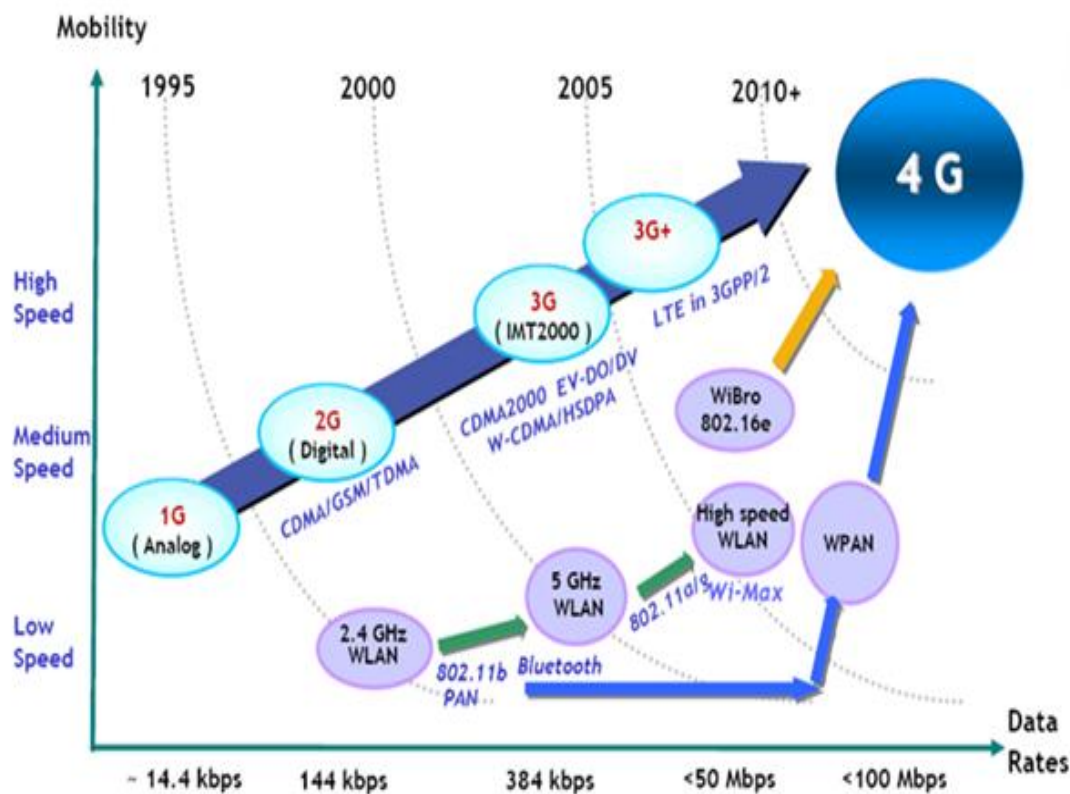 Mobility
1995
2000
2005
2010+
4 G
3G+
High
Speed
3G
( IMT2000 )
LTE in 3GPP/2
CDMA2000 EV-DO/DV
W-CDMA/HSDPA
WiBro
802.16e
Medium
Speed
2G
( Digital )
CDMA/GSM/TDMA
1G
( Analog )
High speed
WLAN
WPAN
5 GHz
WLAN
802.11a/g
Wi-Max
Low
Speed
2.4 GHz
WLAN
802.11b
PAN
Bluetooth
Data
Rates
~ 14.4 kbps
144 kbps
384 kbps
<50 Mbps
<100 Mbps